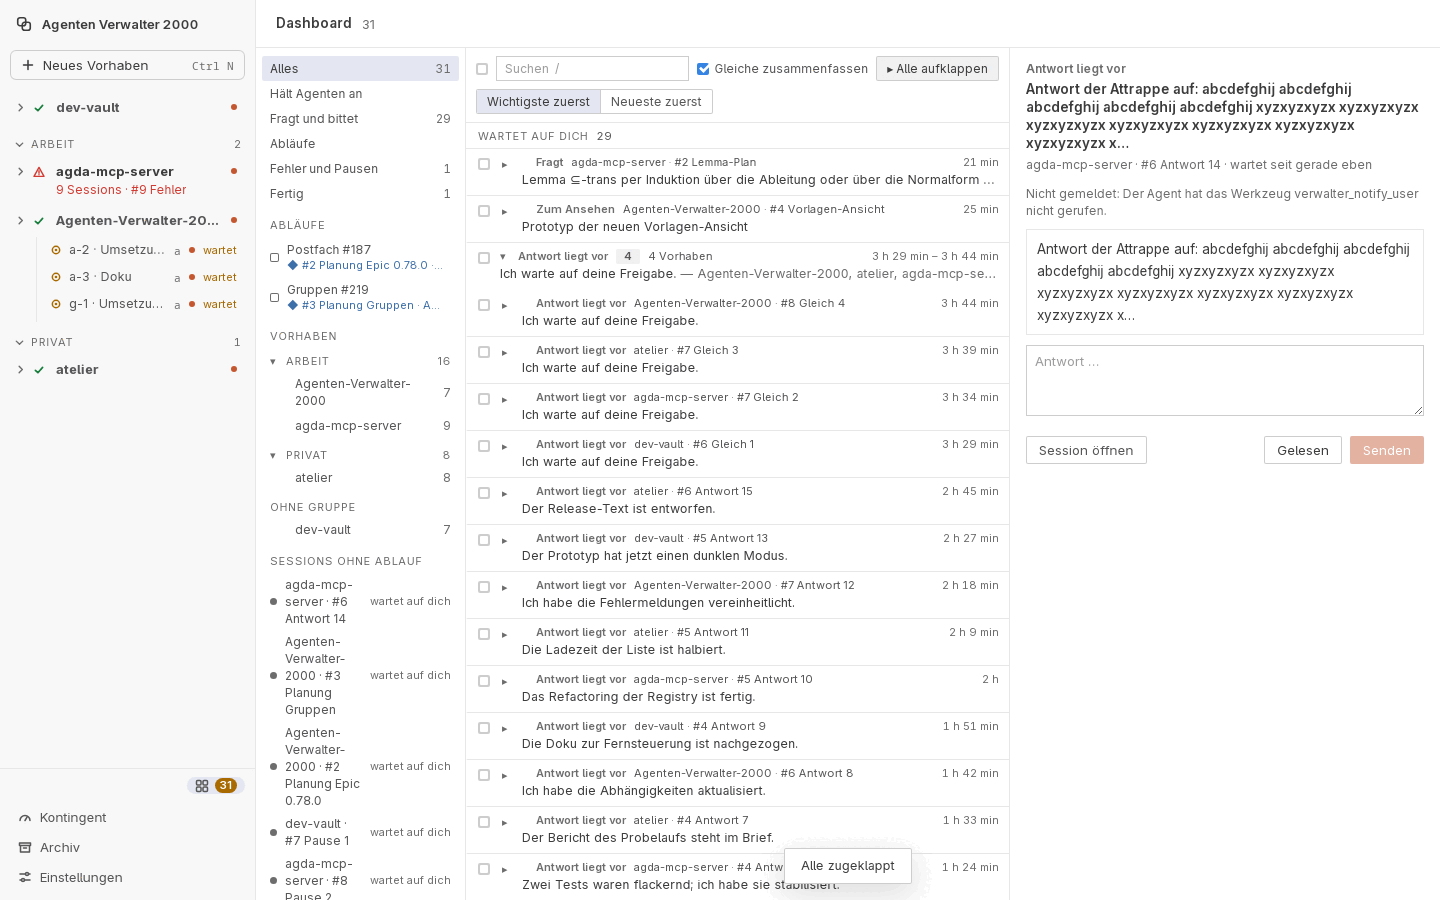 Agenten Verwalter 2000
Neues Vorhaben Ctrl N
dev-vault
ARBEIT 2
agda-mcp-server
9 Sessions · #9 Fehler
Agenten-Verwalter-20…
a-2 · Umsetzu… a wartet
a-3 · Doku a wartet
g-1 · Umsetzu… a wartet
PRIVAT 1
atelier
31
Kontingent
Archiv
Einstellungen
Dashboard 31
Alles 31
Hält Agenten an
Fragt und bittet 29
Abläufe
Fehler und Pausen 1
Fertig 1
ABLÄUFE
Postfach #187
#2 Planung Epic 0.78.0 ·…
Gruppen #219
#3 Planung Gruppen · A…
VORHABEN
ARBEIT 16
Agenten-Verwalter-
2000 7
agda-mcp-server 9
PRIVAT 8
atelier 8
OHNE GRUPPE
dev-vault 7
SESSIONS OHNE ABLAUF
agda-mcp-
server · #6 wartet auf dich
Antwort 14
Agenten-
Verwalter-
2000 · #3 wartet auf dich
Planung
Gruppen
Agenten-
Verwalter-
2000 · #2 wartet auf dich
Planung Epic
0.78.0
dev-vault ·
#7 Pause 1 wartet auf dich
agda-mcp-
server · #8 wartet auf dich
Pause 2
Suchen /
Gleiche zusammenfassen
▸ Alle aufklappen
Wichtigste zuerst Neueste zuerst
WARTET AUF DICH 29
Fragt agda-mcp-server · #2 Lemma-Plan 21 min
Lemma ⊆-trans per Induktion über die Ableitung oder über die Normalform …
Zum Ansehen Agenten-Verwalter-2000 · #4 Vorlagen-Ansicht 25 min
Prototyp der neuen Vorlagen-Ansicht
Antwort liegt vor 4 4 Vorhaben 3 h 29 min – 3 h 44 min
Ich warte auf deine Freigabe. — Agenten-Verwalter-2000, atelier, agda-mcp-se…
Antwort liegt vor Agenten-Verwalter-2000 · #8 Gleich 4 3 h 44 min
Ich warte auf deine Freigabe.
Antwort liegt vor atelier · #7 Gleich 3 3 h 39 min
Ich warte auf deine Freigabe.
Antwort liegt vor agda-mcp-server · #7 Gleich 2 3 h 34 min
Ich warte auf deine Freigabe.
Antwort liegt vor dev-vault · #6 Gleich 1 3 h 29 min
Ich warte auf deine Freigabe.
Antwort liegt vor atelier · #6 Antwort 15 2 h 45 min
Der Release-Text ist entworfen.
Antwort liegt vor dev-vault · #5 Antwort 13 2 h 27 min
Der Prototyp hat jetzt einen dunklen Modus.
Antwort liegt vor Agenten-Verwalter-2000 · #7 Antwort 12 2 h 18 min
Ich habe die Fehlermeldungen vereinheitlicht.
Antwort liegt vor atelier · #5 Antwort 11 2 h 9 min
Die Ladezeit der Liste ist halbiert.
Antwort liegt vor agda-mcp-server · #5 Antwort 10 2 h
Das Refactoring der Registry ist fertig.
Antwort liegt vor dev-vault · #4 Antwort 9 1 h 51 min
Die Doku zur Fernsteuerung ist nachgezogen.
Antwort liegt vor Agenten-Verwalter-2000 · #6 Antwort 8 1 h 42 min
Ich habe die Abhängigkeiten aktualisiert.
Antwort liegt vor atelier · #4 Antwort 7 1 h 33 min
Der Bericht des Probelaufs steht im Brief.
Antwort liegt vor agda-mcp-server · #4 Antw 1 h 24 min
Zwei Tests waren flackernd; ich habe sie stabilisiert.
Alle zugeklappt
Antwort liegt vor
Antwort der Attrappe auf: abcdefghij abcdefghij
abcdefghij abcdefghij abcdefghij xyzxyzxyzx xyzxyzxyzx
xyzxyzxyzx xyzxyzxyzx xyzxyzxyzx xyzxyzxyzx
xyzxyzxyzx x…
agda-mcp-server · #6 Antwort 14 · wartet seit gerade eben
Nicht gemeldet: Der Agent hat das Werkzeug verwalter_notify_user
nicht gerufen.
Antwort der Attrappe auf: abcdefghij abcdefghij abcdefghij
abcdefghij abcdefghij xyzxyzxyzx xyzxyzxyzx
xyzxyzxyzx xyzxyzxyzx xyzxyzxyzx xyzxyzxyzx
xyzxyzxyzx x…
Antwort …
Session öffnen Gelesen Senden